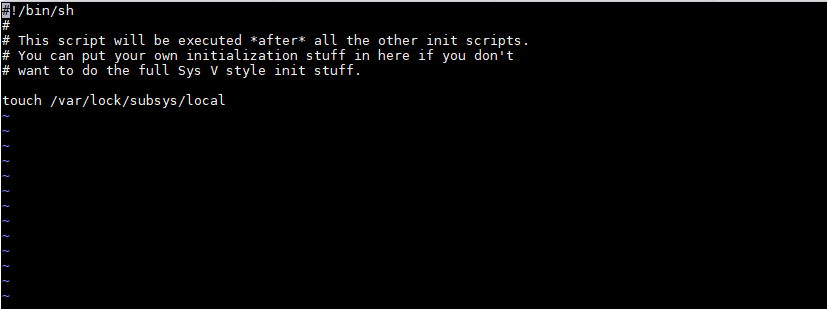 #!/bin/sh
#
# This script will be executed *after* all the other init scripts.
# You can put your own initialization stuff in here if you don't
# want to do the full Sys V style init stuff.

touch /var/lock/subsys/local
~
~
~
~
~
~
~
~
~
~
~
~
~